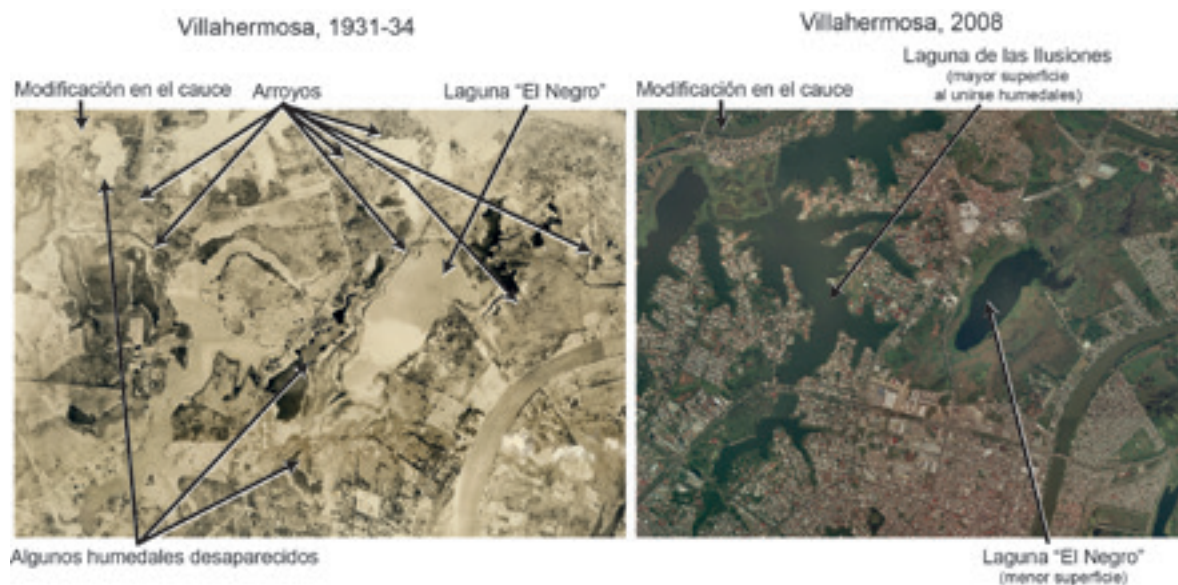 Villahermosa, 1931-34
Modificación en el cauce
Arroyos
Laguna "El Negro"
Algunos humedales desaparecidos
Villahermosa, 2008
Laguna de las Ilusiones
(mayor superficie
al unirse humedales)
Modificación en el cauce
Laguna "El Negro"
(menor superficie)